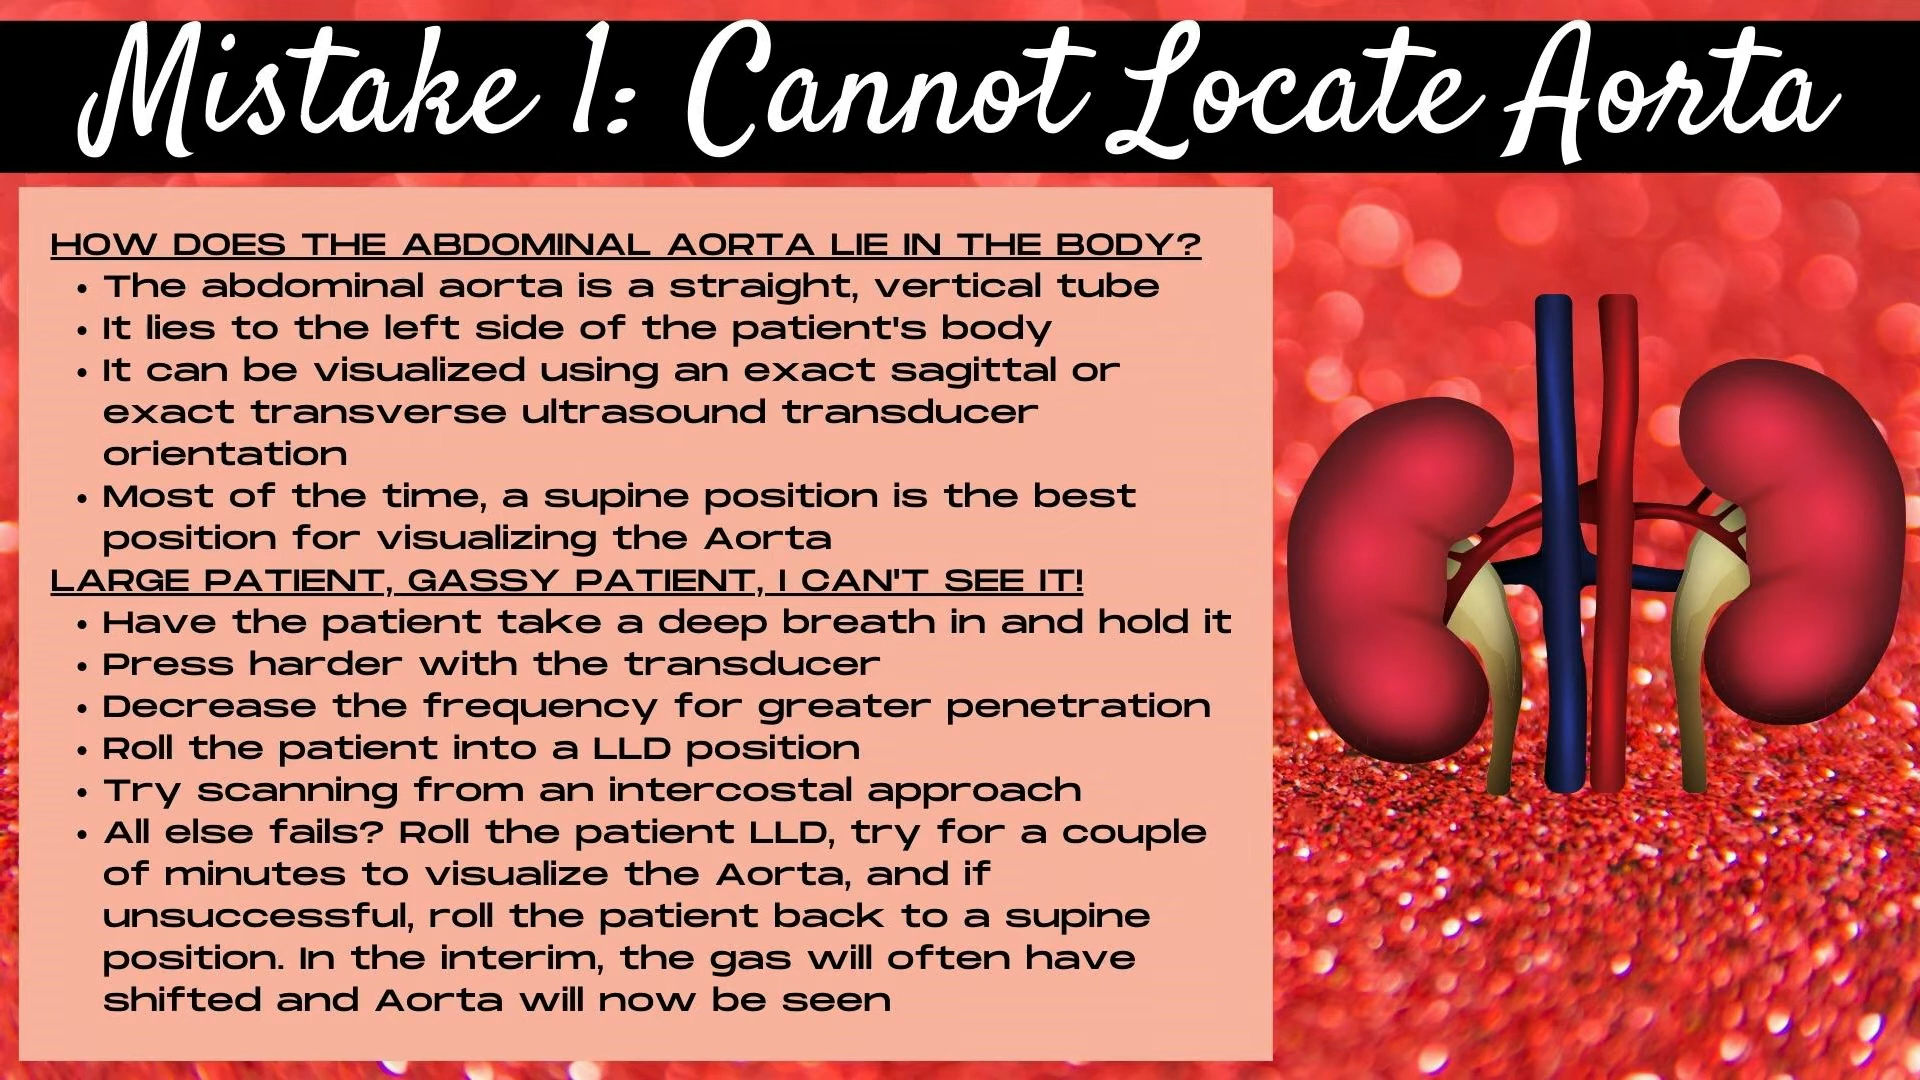 Mistake 1: Cannot Locate Aorta
HOW DOES THE ABDOMINAL AORTA LIE IN THE BODY?
• The abdominal aorta is a straight, vertical tube
• It lies to the left side of the patient's body
• It can be visualized using an exact sagittal or
exact transverse ultrasound transducer
orientation
• Most of the time, a supine position is the best
position for visualizing the Aorta
LARGE PATIENT, GASSY PATIENT, I CAN'T SEE IT!
• Have the patient take a deep breath in and hold it
• Press harder with the transducer
• Decrease the frequency for greater penetration
• Roll the patient into a LLD position
• Try scanning from an intercostal approach
• All else fails? Roll the patient LLD, try for a couple
of minutes to visualize the Aorta, and if
unsuccessful, roll the patient back to a supine
position. In the interim, the gas will often have
shifted and Aorta will now be seen